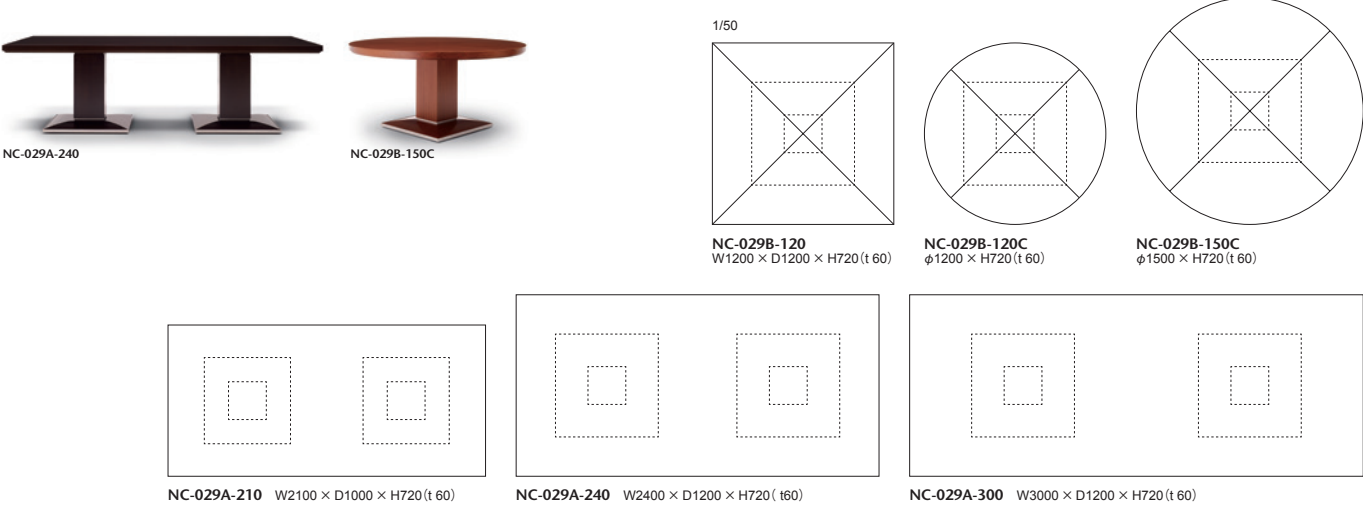 NC-029A-240
NC-029B-150C
1/50
NC-029B-120
W1200 × D1200 × H720(t 60)
NC-029B-120C
φ1200 × H720(t 60)
NC-029B-150C
φ1500 × H720(t 60)
NC-029A-210 W2100 × D1000 × H720(t 60)
NC-029A-240 W2400 × D1200 × H720( t60)
NC-029A-300 W3000 × D1200 × H720(t 60)